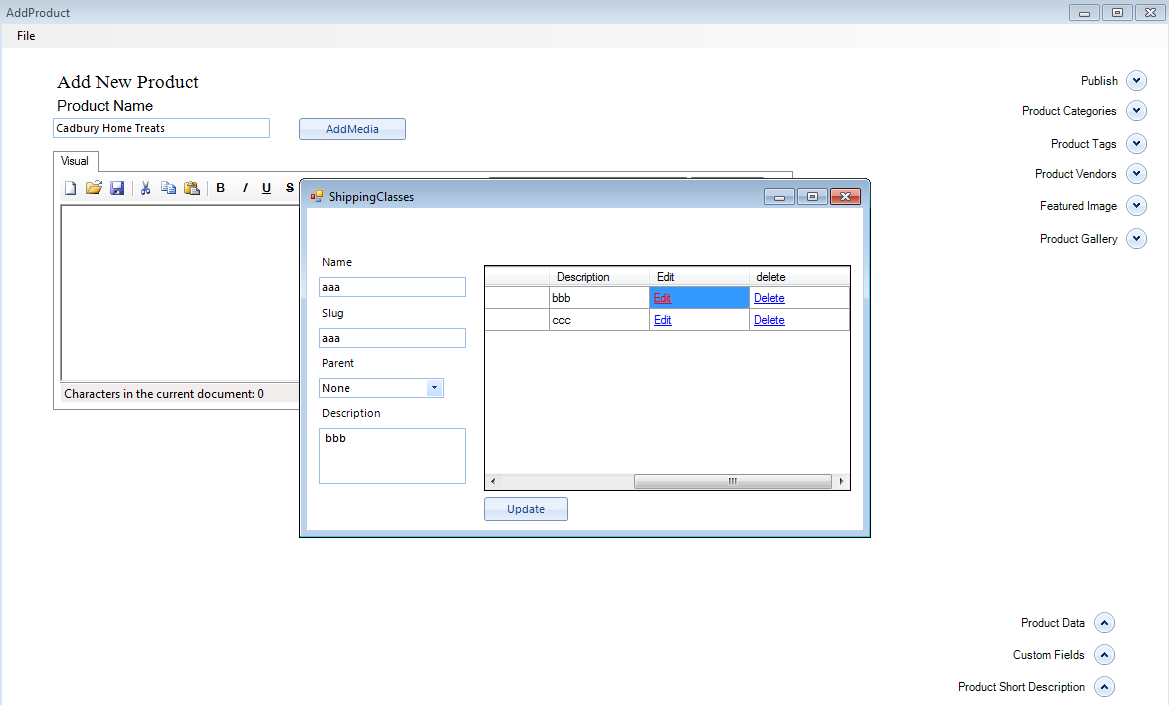 AddProduct
File
Add New Product
Product Name
Cadbury Home Treats
AddMedia
Visual
B I U S
Characters in the current document: 0
ShippingClasses
Name
aaa
Slug
aaa
Parent
None
Description
bbb
Description Edit delete
bbb Edit Delete
ccc Edit Delete
Update
Publish
Product Categories
Product Tags
Product Vendors
Featured Image
Product Gallery
Product Data
Custom Fields
Product Short Description